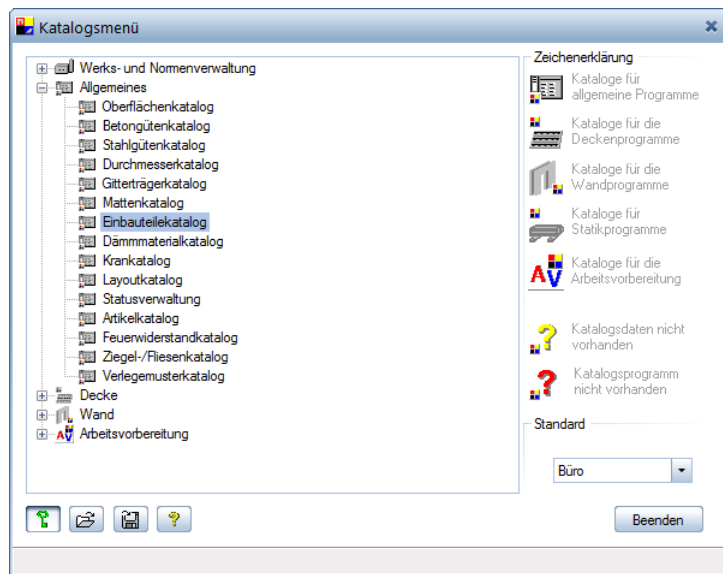 Katalogsmenü
Werks- und Normenverwaltung
Allgemeines
Oberflächenkatalog
Betongütenkatalog
Stahlgütenkatalog
Durchmesserkatalog
Gitterträgerkatalog
Mattenkatalog
Einbauteilekatalog
Dämmmaterialkatalog
Krankatalog
Layoutkatalog
Statusverwaltung
Artikelkatalog
Feuerwiderstandkatalog
Ziegel-/Fliesenkatalog
Verlegemusterkatalog
Decke
Wand
AV Arbeitsvorbereitung
Zeichenerklärung
Kataloge für
allgemeine Programme
Kataloge für die
Deckenprogramme
Kataloge für die
Wandprogramme
Kataloge für
Statikprogramme
AV Kataloge für die
Arbeitsvorbereitung
? Katalogsdaten nicht
vorhanden
? Katalogsprogramm
nicht vorhanden
Standard
Büro
?
Beenden